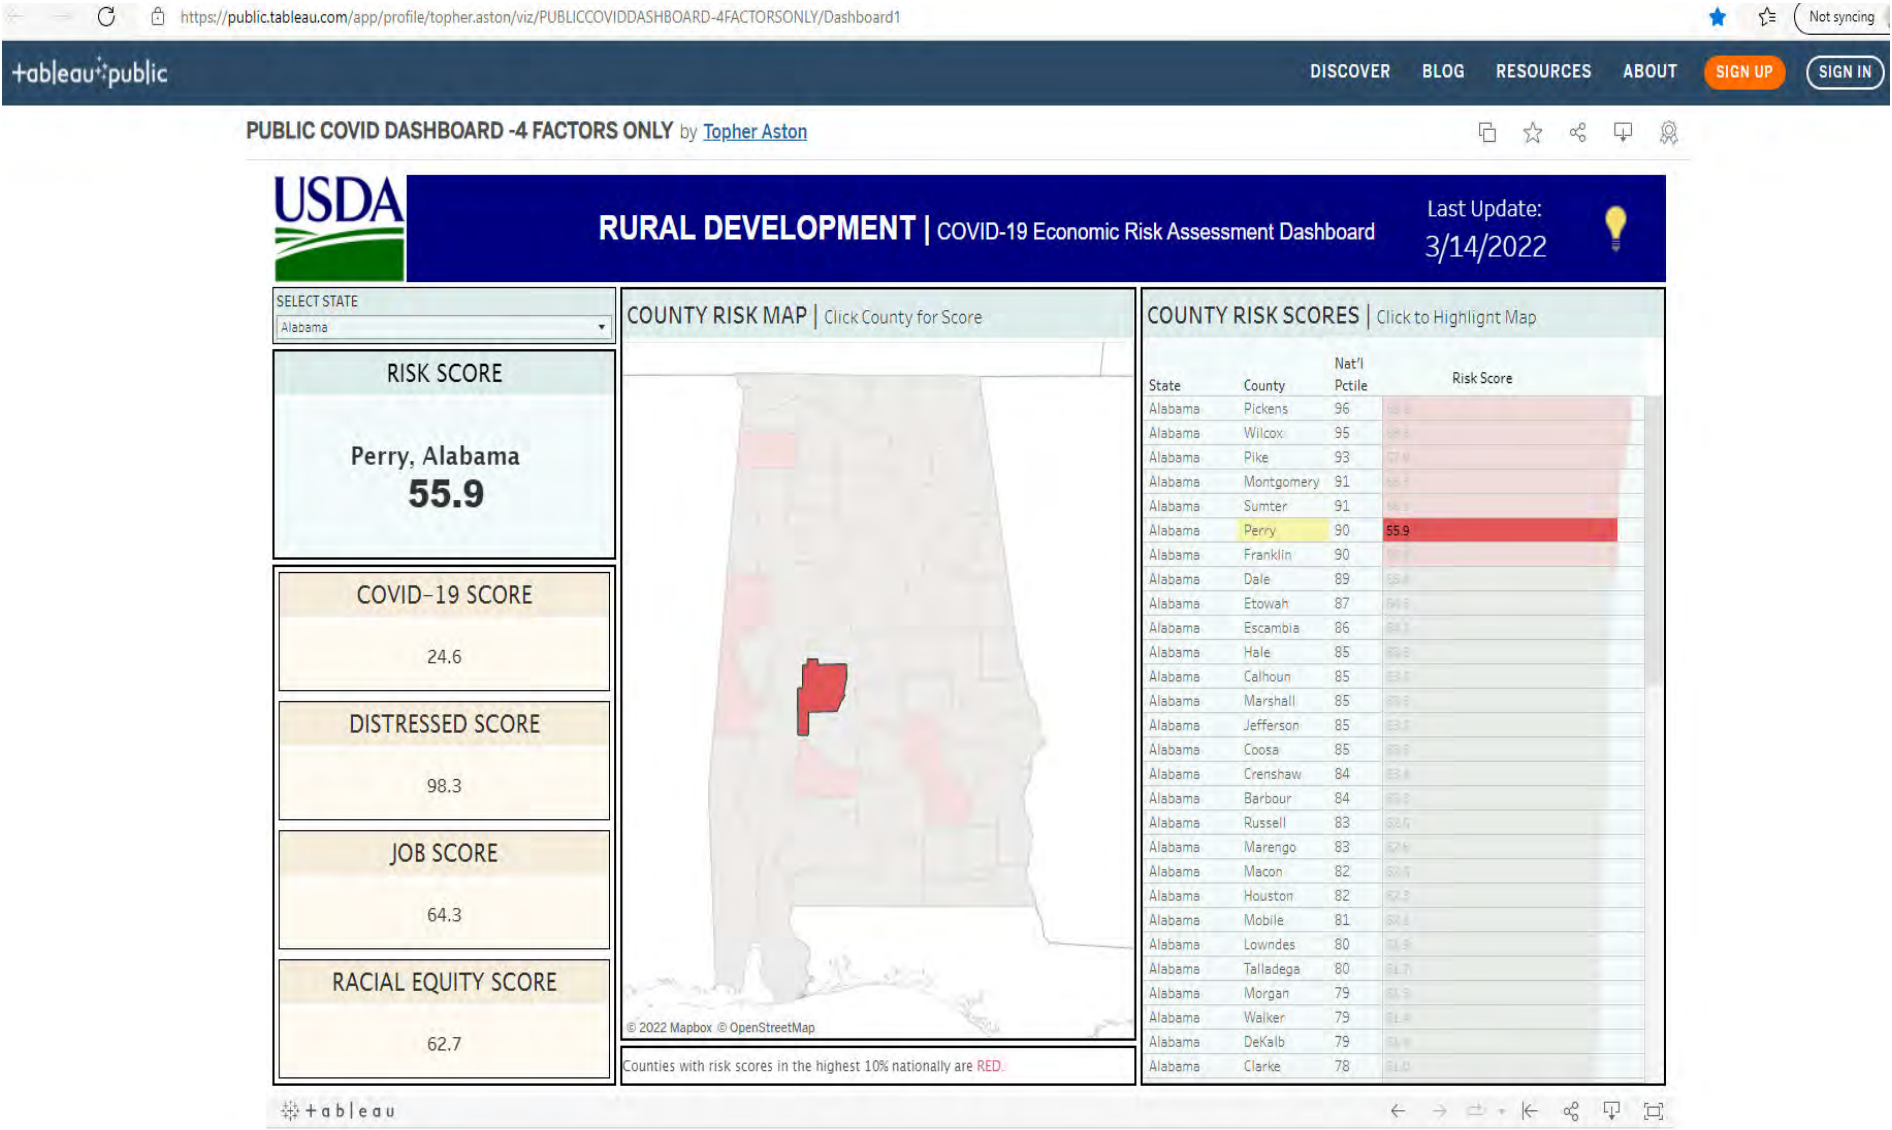 https://public.tableau.com/app/profile/topher.aston/viz/PUBLICCOVIDDASHBOARD-4FACTORSONLY/Dashboard1
Not syncing
+ableau public
DISCOVER BLOG RESOURCES ABOUT SIGN UP SIGN IN
PUBLIC COVID DASHBOARD -4 FACTORS ONLY by Topher Aston
USDA
RURAL DEVELOPMENT | COVID-19 Economic Risk Assessment Dashboard
Last Update:
3/14/2022
SELECT STATE
Alabama
RISK SCORE
Perry, Alabama
55.9
COVID-19 SCORE
24.6
DISTRESSED SCORE
98.3
JOB SCORE
64.3
RACIAL EQUITY SCORE
62.7
COUNTY RISK MAP | Click County for Score
© 2022 Mapbox © OpenStreetMap
Counties with risk scores in the highest 10% nationally are RED.
COUNTY RISK SCORES | Click to Highlignt Map
State County Nat'l Pctile Risk Score
Alabama Pickens 96
Alabama Wilcox 95
Alabama Pike 93
Alabama Montgomery 91
Alabama Sumter 91
Alabama Perry 90 55.9
Alabama Franklin 90
Alabama Dale 89
Alabama Etowah 87
Alabama Escambia 86
Alabama Hale 85
Alabama Calhoun 85
Alabama Marshall 85
Alabama Jefferson 85
Alabama Coosa 85
Alabama Crenshaw 84
Alabama Barbour 84
Alabama Russell 83
Alabama Marengo 83
Alabama Macon 82
Alabama Houston 82
Alabama Mobile 81
Alabama Lowndes 80
Alabama Talladega 80
Alabama Morgan 79
Alabama Walker 79
Alabama DeKalb 79
Alabama Clarke 78
+ableau